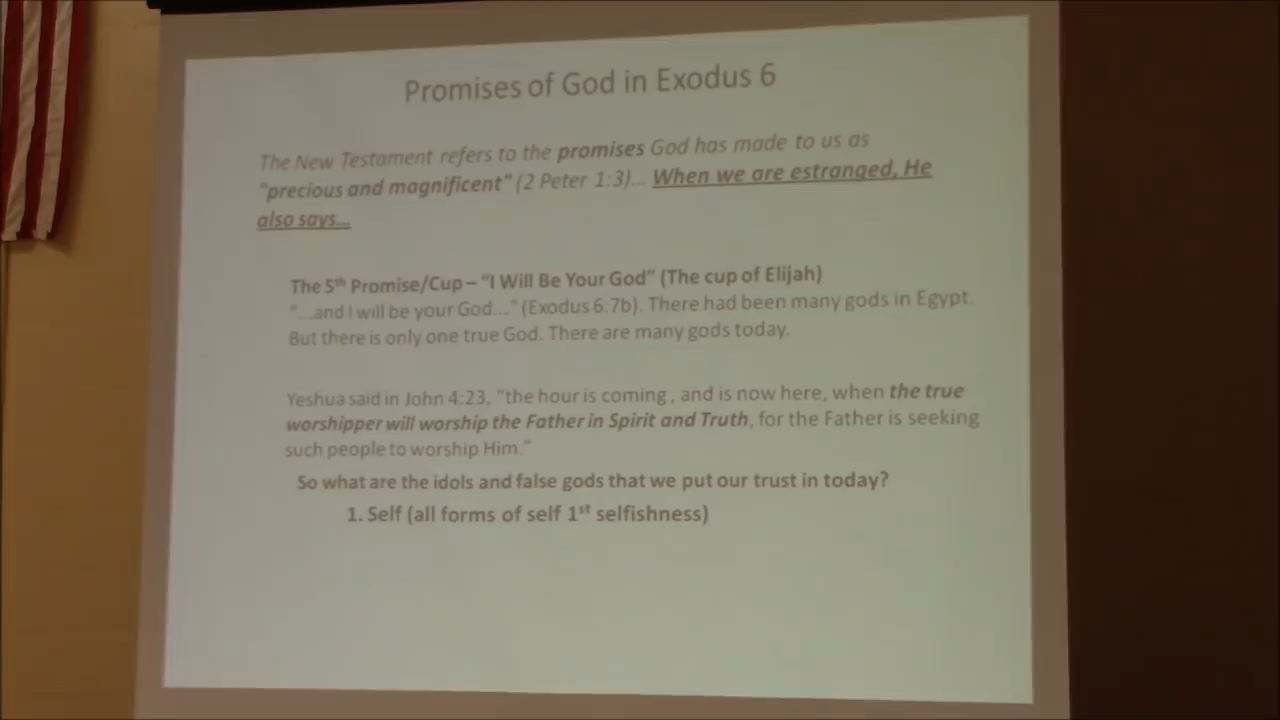 Promises of God in Exodus 6
The New Testament refers to the promises God has made to us as
"precious and magnificent" (2 Peter 1:3)... When we are estranged, He
also says...
The 5th Promise/Cup – "I Will Be Your God" (The cup of Elijah)
"...and I will be your God..." (Exodus 6:7b). There had been many gods in Egypt.
But there is only one true God. There are many gods today.
Yeshua said in John 4:23, "the hour is coming, and is now here, when the true
worshipper will worship the Father in Spirit and Truth, for the Father is seeking
such people to worship Him."
So what are the idols and false gods that we put our trust in today?
1. Self (all forms of self 1st selfishness)